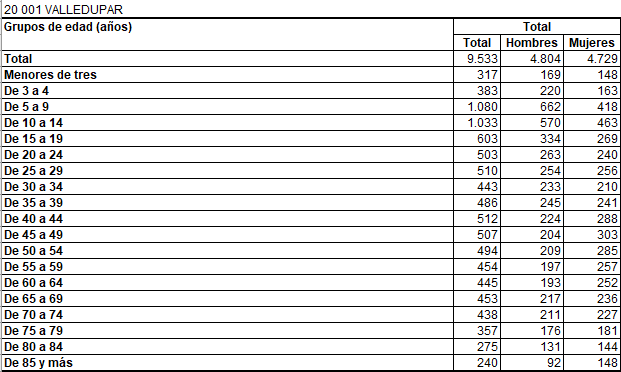 20 001 VALLEDUPAR
Grupos de edad (años) Total
Total Hombres Mujeres
Total 9.533 4.804 4.729
Menores de tres 317 169 148
De 3 a 4 383 220 163
De 5 a 9 1.080 662 418
De 10 a 14 1.033 570 463
De 15 a 19 603 334 269
De 20 a 24 503 263 240
De 25 a 29 510 254 256
De 30 a 34 443 233 210
De 35 a 39 486 245 241
De 40 a 44 512 224 288
De 45 a 49 507 204 303
De 50 a 54 494 209 285
De 55 a 59 454 197 257
De 60 a 64 445 193 252
De 65 a 69 453 217 236
De 70 a 74 438 211 227
De 75 a 79 357 176 181
De 80 a 84 275 131 144
De 85 y más 240 92 148